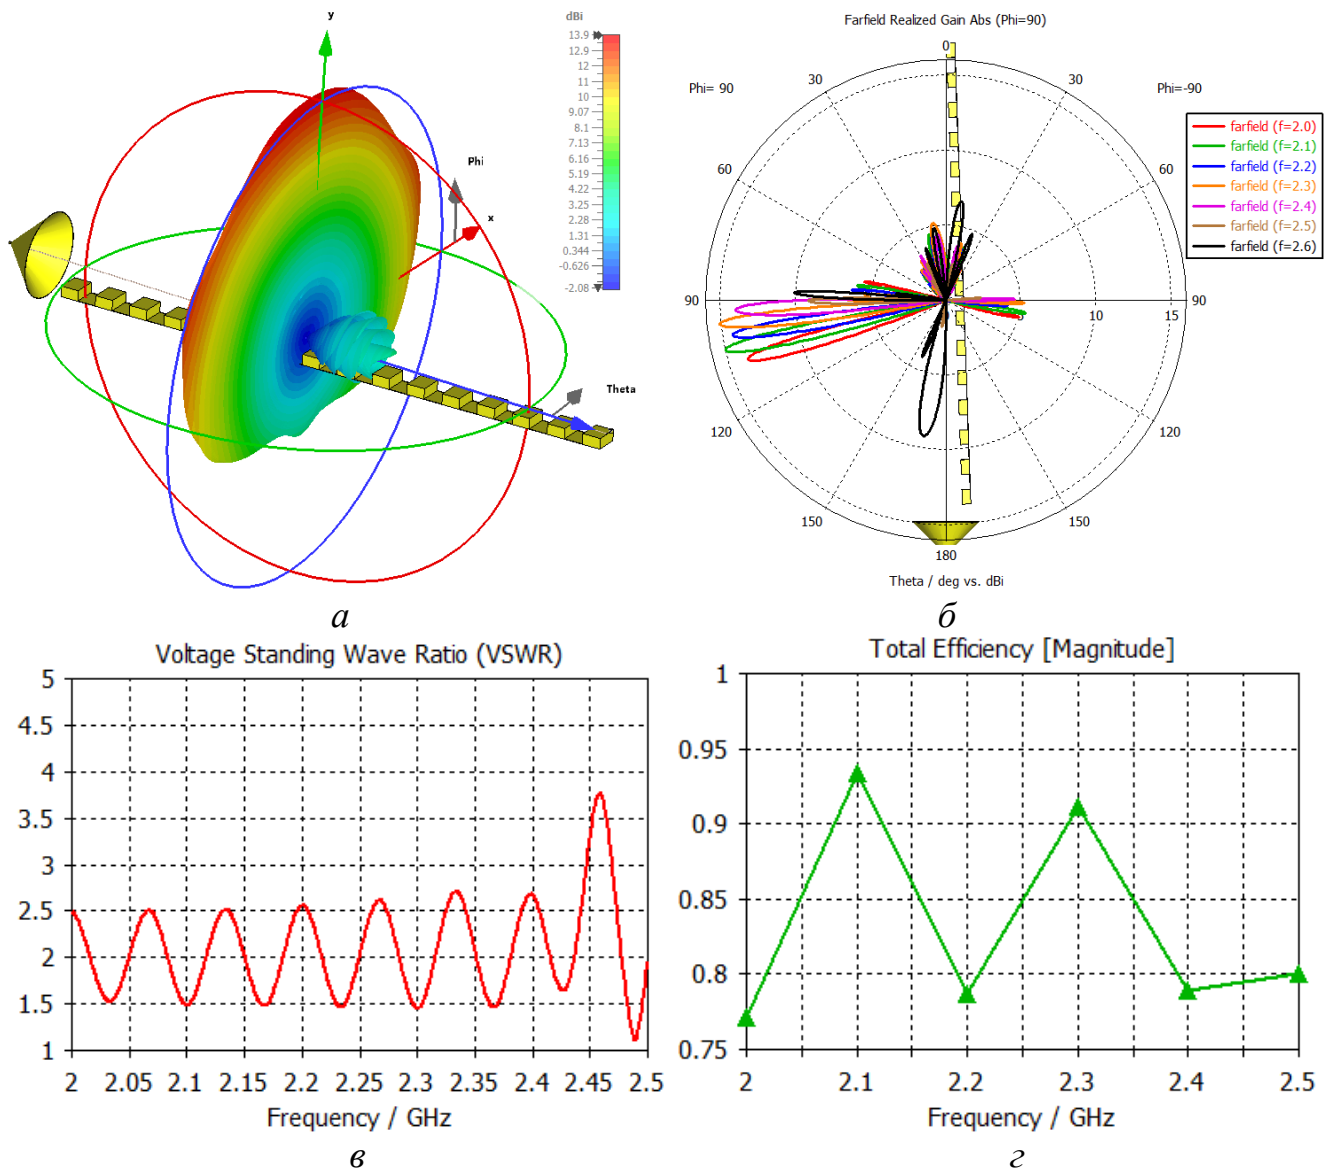 y
dBi
13.9
12.9
12
11
10
9.07
8.1
7.13
6.16
5.19
4.22
3.25
2.28
1.31
0.344
-0.626
-2.08
Phi
x
Theta
а
Farfield Realized Gain Abs (Phi=90)
0
30
30
Phi= 90
Phi=-90
60
60
90
5
10
15
90
120
120
150
150
180
Theta / deg vs. dBi
farfield (f=2.0)
farfield (f=2.1)
farfield (f=2.2)
farfield (f=2.3)
farfield (f=2.4)
farfield (f=2.5)
farfield (f=2.6)
б
Voltage Standing Wave Ratio (VSWR)
5
4.5
4
3.5
3
2.5
2
1.5
1
2 2.05 2.1 2.15 2.2 2.25 2.3 2.35 2.4 2.45 2.5
Frequency / GHz
в
Total Efficiency [Magnitude]
1
0.95
0.9
0.85
0.8
0.75
2 2.1 2.2 2.3 2.4 2.5
Frequency / GHz
г